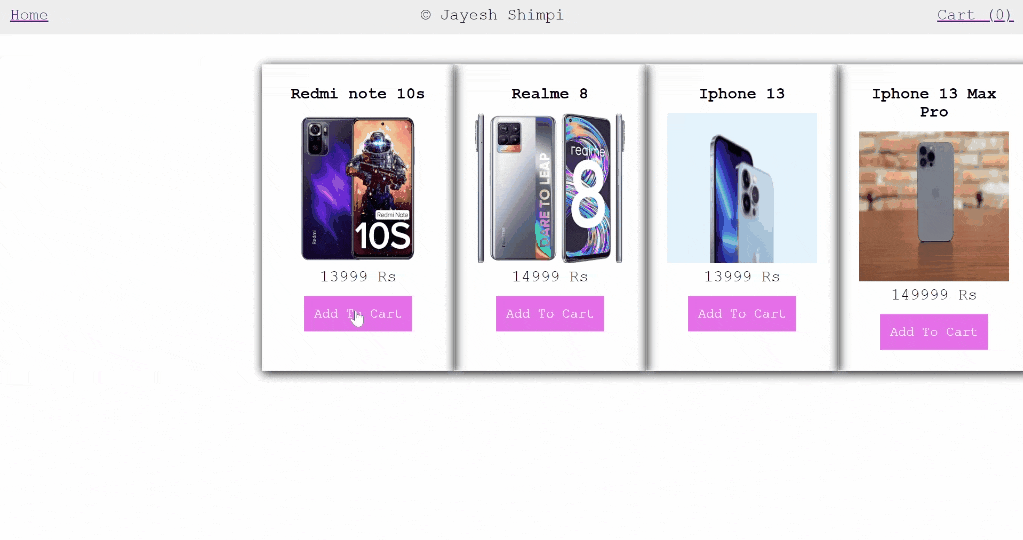 Home
© Jayesh Shimpi
Cart (0)
Redmi note 10s
Redmi
Redmi Note
10S
13999 Rs
Add To Cart
Realme 8
DARE TO LEAP
realme
8
14999 Rs
Add To Cart
Iphone 13
13999 Rs
Add To Cart
Iphone 13 Max
Pro
149999 Rs
Add To Cart